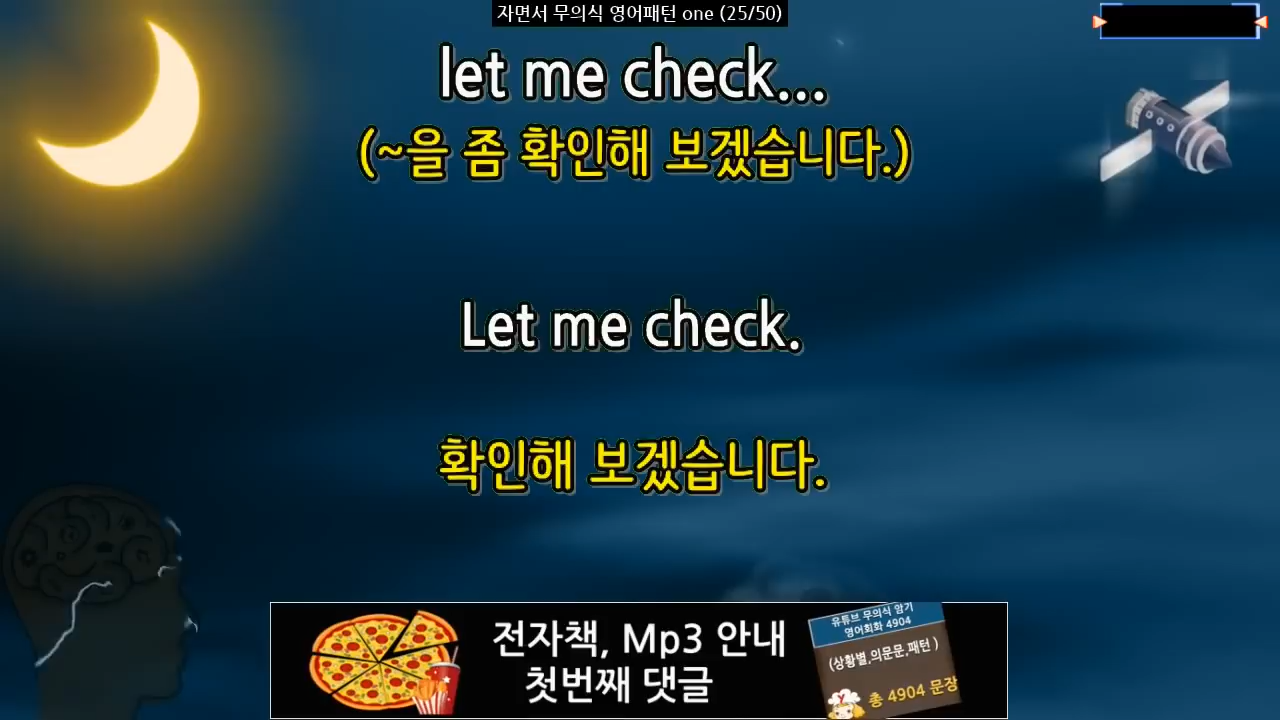 자면서 무의식 영어패턴 one (25/50)
let me check...
(~을 좀 확인해 보겠습니다.)
Let me check.
확인해 보겠습니다.
전자책, Mp3 안내
첫번째 댓글
유튜브 무의식 암기
영어회화 4904
(상황별,의문문,패턴 )
총 4904 문장